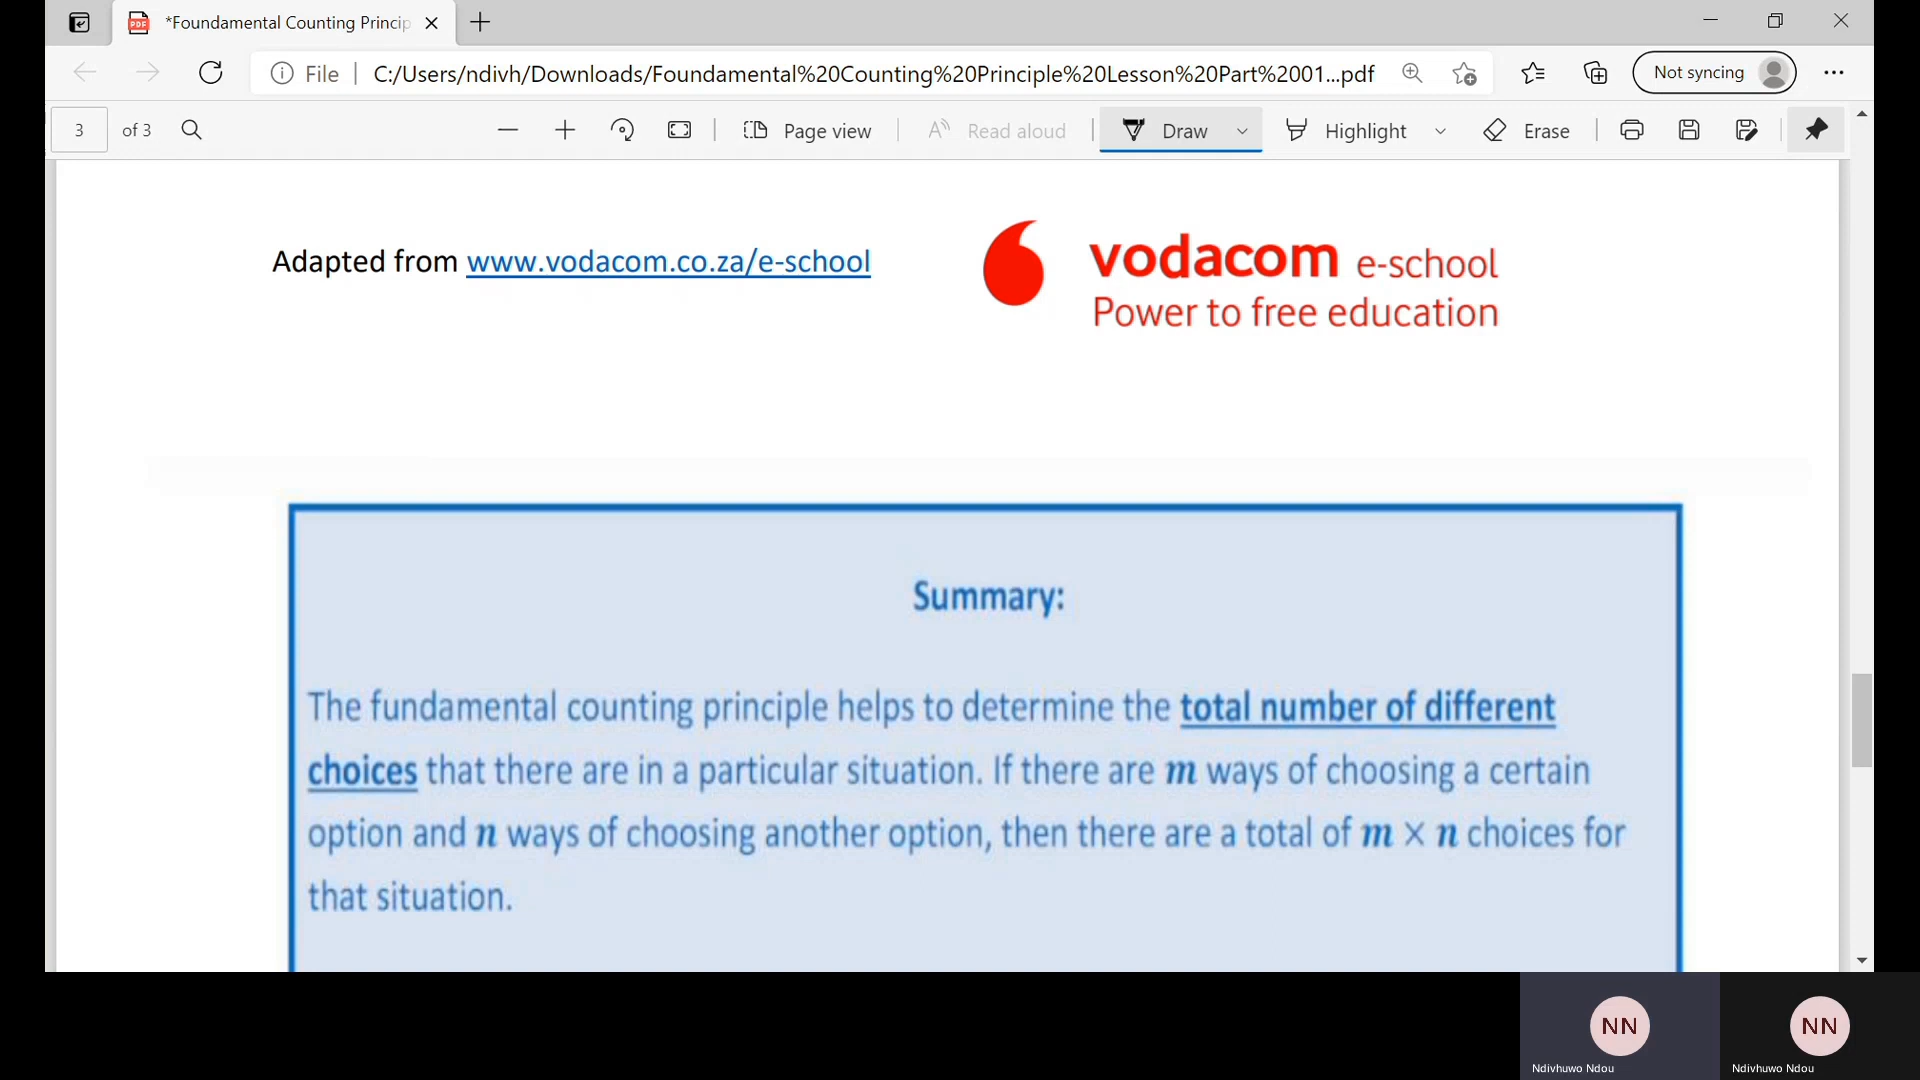 *Foundamental Counting Princip
File
C:/Users/ndivh/Downloads/Foundamental%20Counting%20Principle%20Lesson%20Part%2001...pdf
Not syncing
3 of 3
Page view
Read aloud
Draw
Highlight
Erase
Adapted from www.vodacom.co.za/e-school
vodacom e-school
Power to free education
Summary:
The fundamental counting principle helps to determine the total number of different
choices that there are in a particular situation. If there are m ways of choosing a certain
option and n ways of choosing another option, then there are a total of m × n choices for
that situation.
NN
NN
Ndivhuwo Ndou
Ndivhuwo Ndou